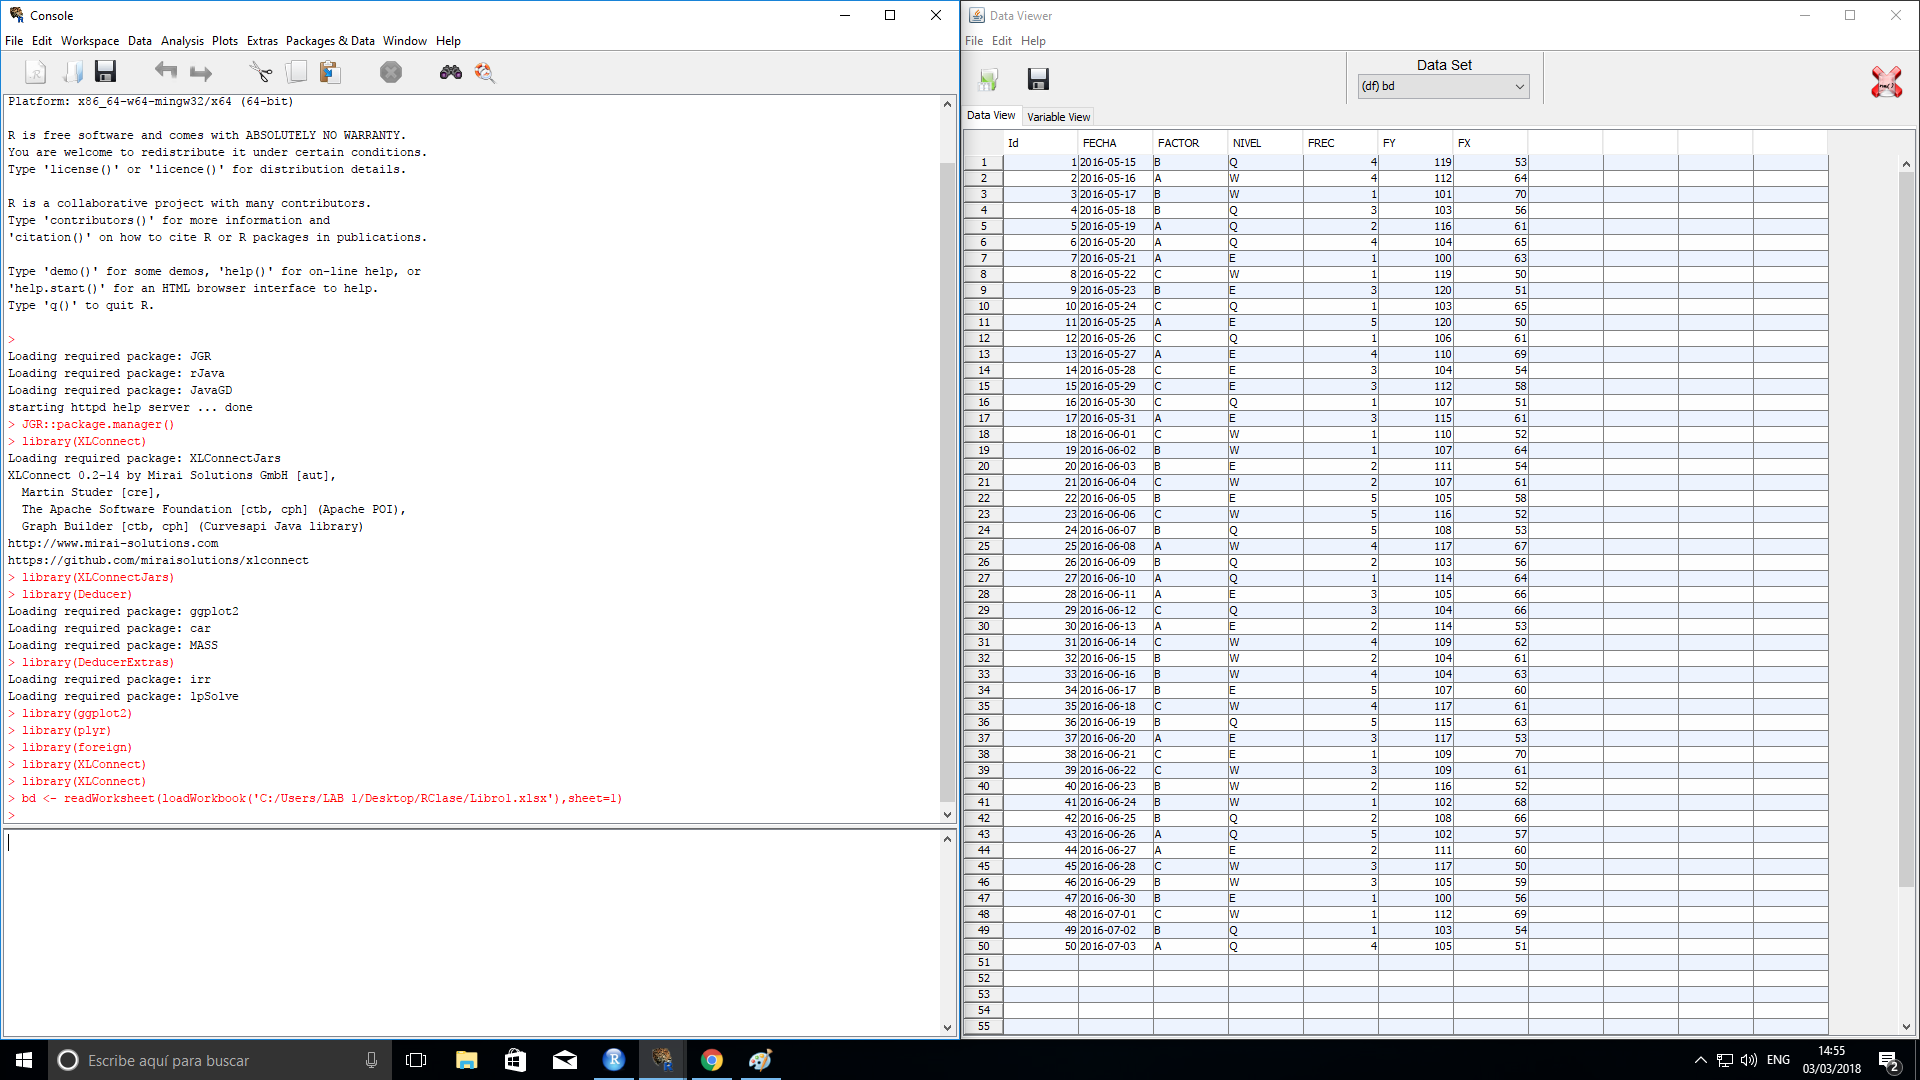 Console
File Edit Workspace Data Analysis Plots Extras Packages & Data Window Help
Platform: x86_64-w64-mingw32/x64 (64-bit)
R is free software and comes with ABSOLUTELY NO WARRANTY.
You are welcome to redistribute it under certain conditions.
Type 'license()' or 'licence()' for distribution details.
R is a collaborative project with many contributors.
Type 'contributors()' for more information and
'citation()' on how to cite R or R packages in publications.
Type 'demo()' for some demos, 'help()' for on-line help, or
'help.start()' for an HTML browser interface to help.
Type 'q()' to quit R.
>
Loading required package: JGR
Loading required package: rJava
Loading required package: JavaGD
starting httpd help server ... done
> JGR::package.manager()
> library(XLConnect)
Loading required package: XLConnectJars
XLConnect 0.2-14 by Mirai Solutions GmbH [aut],
Martin Studer [cre],
The Apache Software Foundation [ctb, cph] (Apache POI),
Graph Builder [ctb, cph] (Curvesapi Java library)
http://www.mirai-solutions.com
https://github.com/miraisolutions/xlconnect
> library(XLConnectJars)
> library(Deducer)
Loading required package: ggplot2
Loading required package: car
Loading required package: MASS
> library(DeducerExtras)
Loading required package: irr
Loading required package: lpSolve
> library(ggplot2)
> library(plyr)
> library(foreign)
> library(XLConnect)
> library(XLConnect)
> bd <- readWorksheet(loadWorkbook('C:/Users/LAB 1/Desktop/RClase/Libro1.xlsx'),sheet=1)
>
Data Viewer
File Edit Help
Data Set
(df) bd
Data View Variable View
Id FECHA FACTOR NIVEL FREC FY FX
1 1 2016-05-15 B Q 4 119 53
2 2 2016-05-16 A W 4 112 64
3 3 2016-05-17 B W 1 101 70
4 4 2016-05-18 B Q 3 103 56
5 5 2016-05-19 A Q 2 116 61
6 6 2016-05-20 A Q 4 104 65
7 7 2016-05-21 A E 1 100 63
8 8 2016-05-22 C W 1 119 50
9 9 2016-05-23 B E 3 120 51
10 10 2016-05-24 C Q 1 103 65
11 11 2016-05-25 A E 5 120 50
12 12 2016-05-26 C Q 1 106 61
13 13 2016-05-27 A E 4 110 69
14 14 2016-05-28 C E 3 104 54
15 15 2016-05-29 C E 3 112 58
16 16 2016-05-30 C Q 1 107 51
17 17 2016-05-31 A E 3 115 61
18 18 2016-06-01 C W 1 110 52
19 19 2016-06-02 B W 1 107 64
20 20 2016-06-03 B E 2 111 54
21 21 2016-06-04 C W 2 107 61
22 22 2016-06-05 B E 5 105 58
23 23 2016-06-06 C W 5 116 52
24 24 2016-06-07 B Q 5 108 53
25 25 2016-06-08 A W 4 117 67
26 26 2016-06-09 B Q 2 103 56
27 27 2016-06-10 A Q 1 114 64
28 28 2016-06-11 A E 3 105 66
29 29 2016-06-12 C Q 3 104 66
30 30 2016-06-13 A E 2 114 53
31 31 2016-06-14 C W 4 109 62
32 32 2016-06-15 B W 2 104 61
33 33 2016-06-16 B W 4 104 63
34 34 2016-06-17 B E 5 107 60
35 35 2016-06-18 C W 4 117 61
36 36 2016-06-19 B Q 5 115 63
37 37 2016-06-20 A E 3 117 53
38 38 2016-06-21 C E 1 109 70
39 39 2016-06-22 C W 3 109 61
40 40 2016-06-23 B W 2 116 52
41 41 2016-06-24 B W 1 102 68
42 42 2016-06-25 B Q 2 108 66
43 43 2016-06-26 A Q 5 102 57
44 44 2016-06-27 A E 2 111 60
45 45 2016-06-28 C W 3 117 50
46 46 2016-06-29 B W 3 105 59
47 47 2016-06-30 B E 1 100 56
48 48 2016-07-01 C W 1 112 69
49 49 2016-07-02 B Q 1 103 54
50 50 2016-07-03 A Q 4 105 51
51
52
53
54
55
Escribe aquí para buscar
ENG
14:55
03/03/2018
2